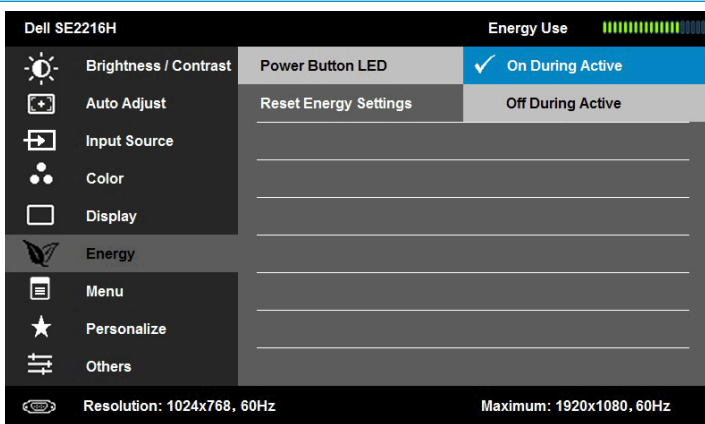 Dell SE2216H Energy Use
Brightness / Contrast Power Button LED ✓ On During Active
Auto Adjust Reset Energy Settings Off During Active
Input Source
Color
Display
Energy
Menu
Personalize
Others
Resolution: 1024x768, 60Hz Maximum: 1920x1080, 60Hz